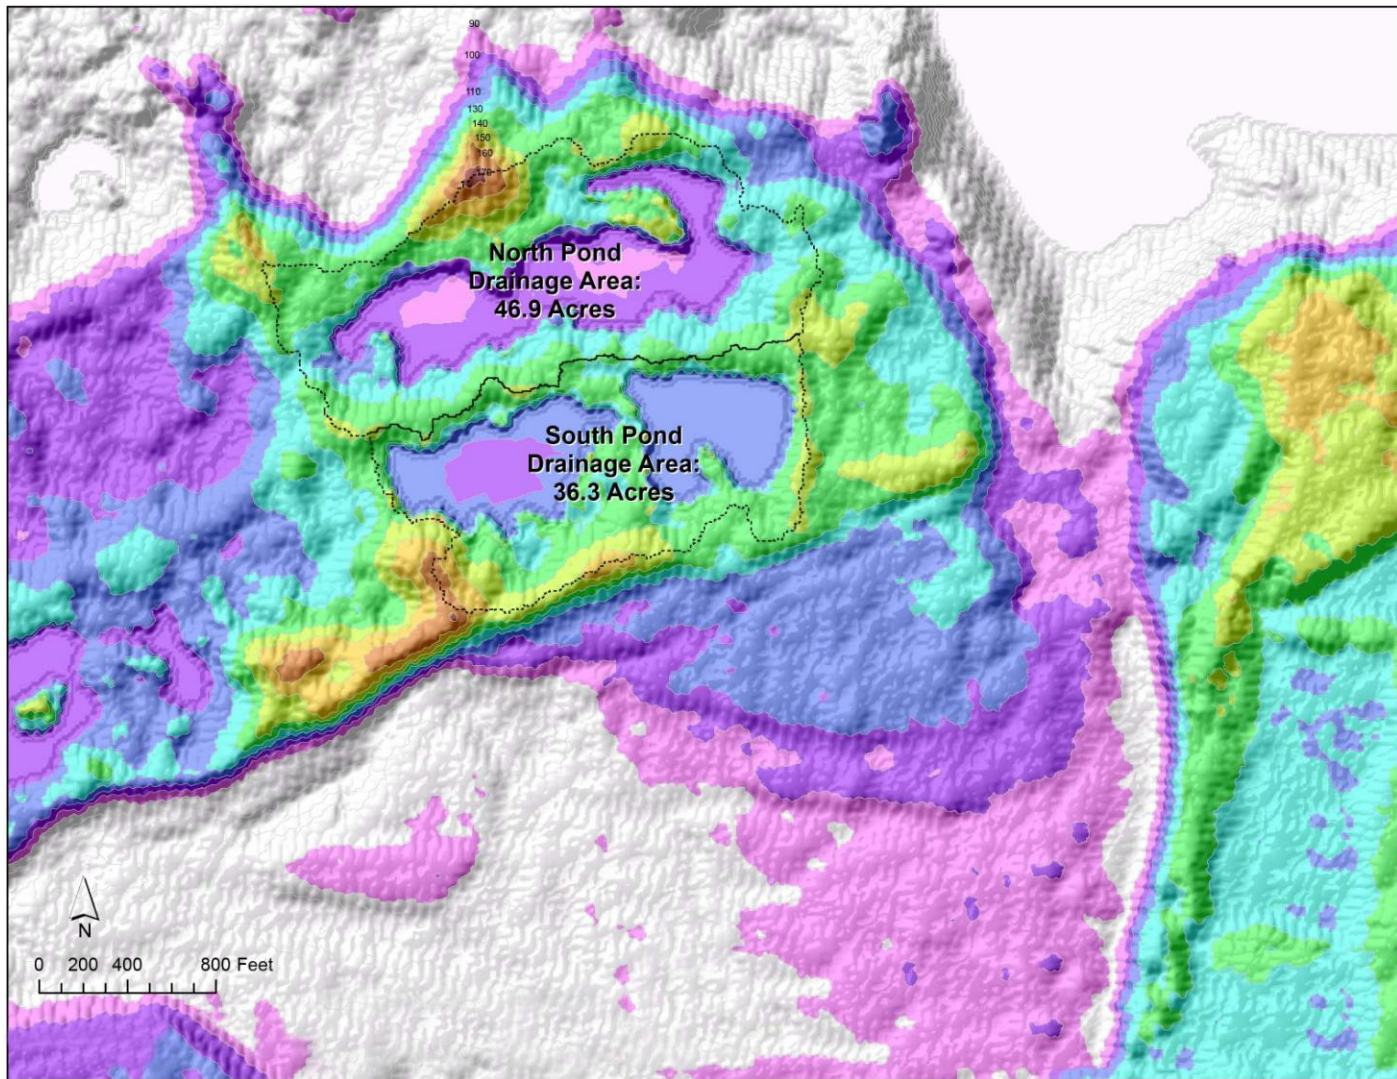 90
100
110
130
140
150
160
170
North Pond
Drainage Area:
46.9 Acres
South Pond
Drainage Area:
36.3 Acres
N
0 200 400 800 Feet